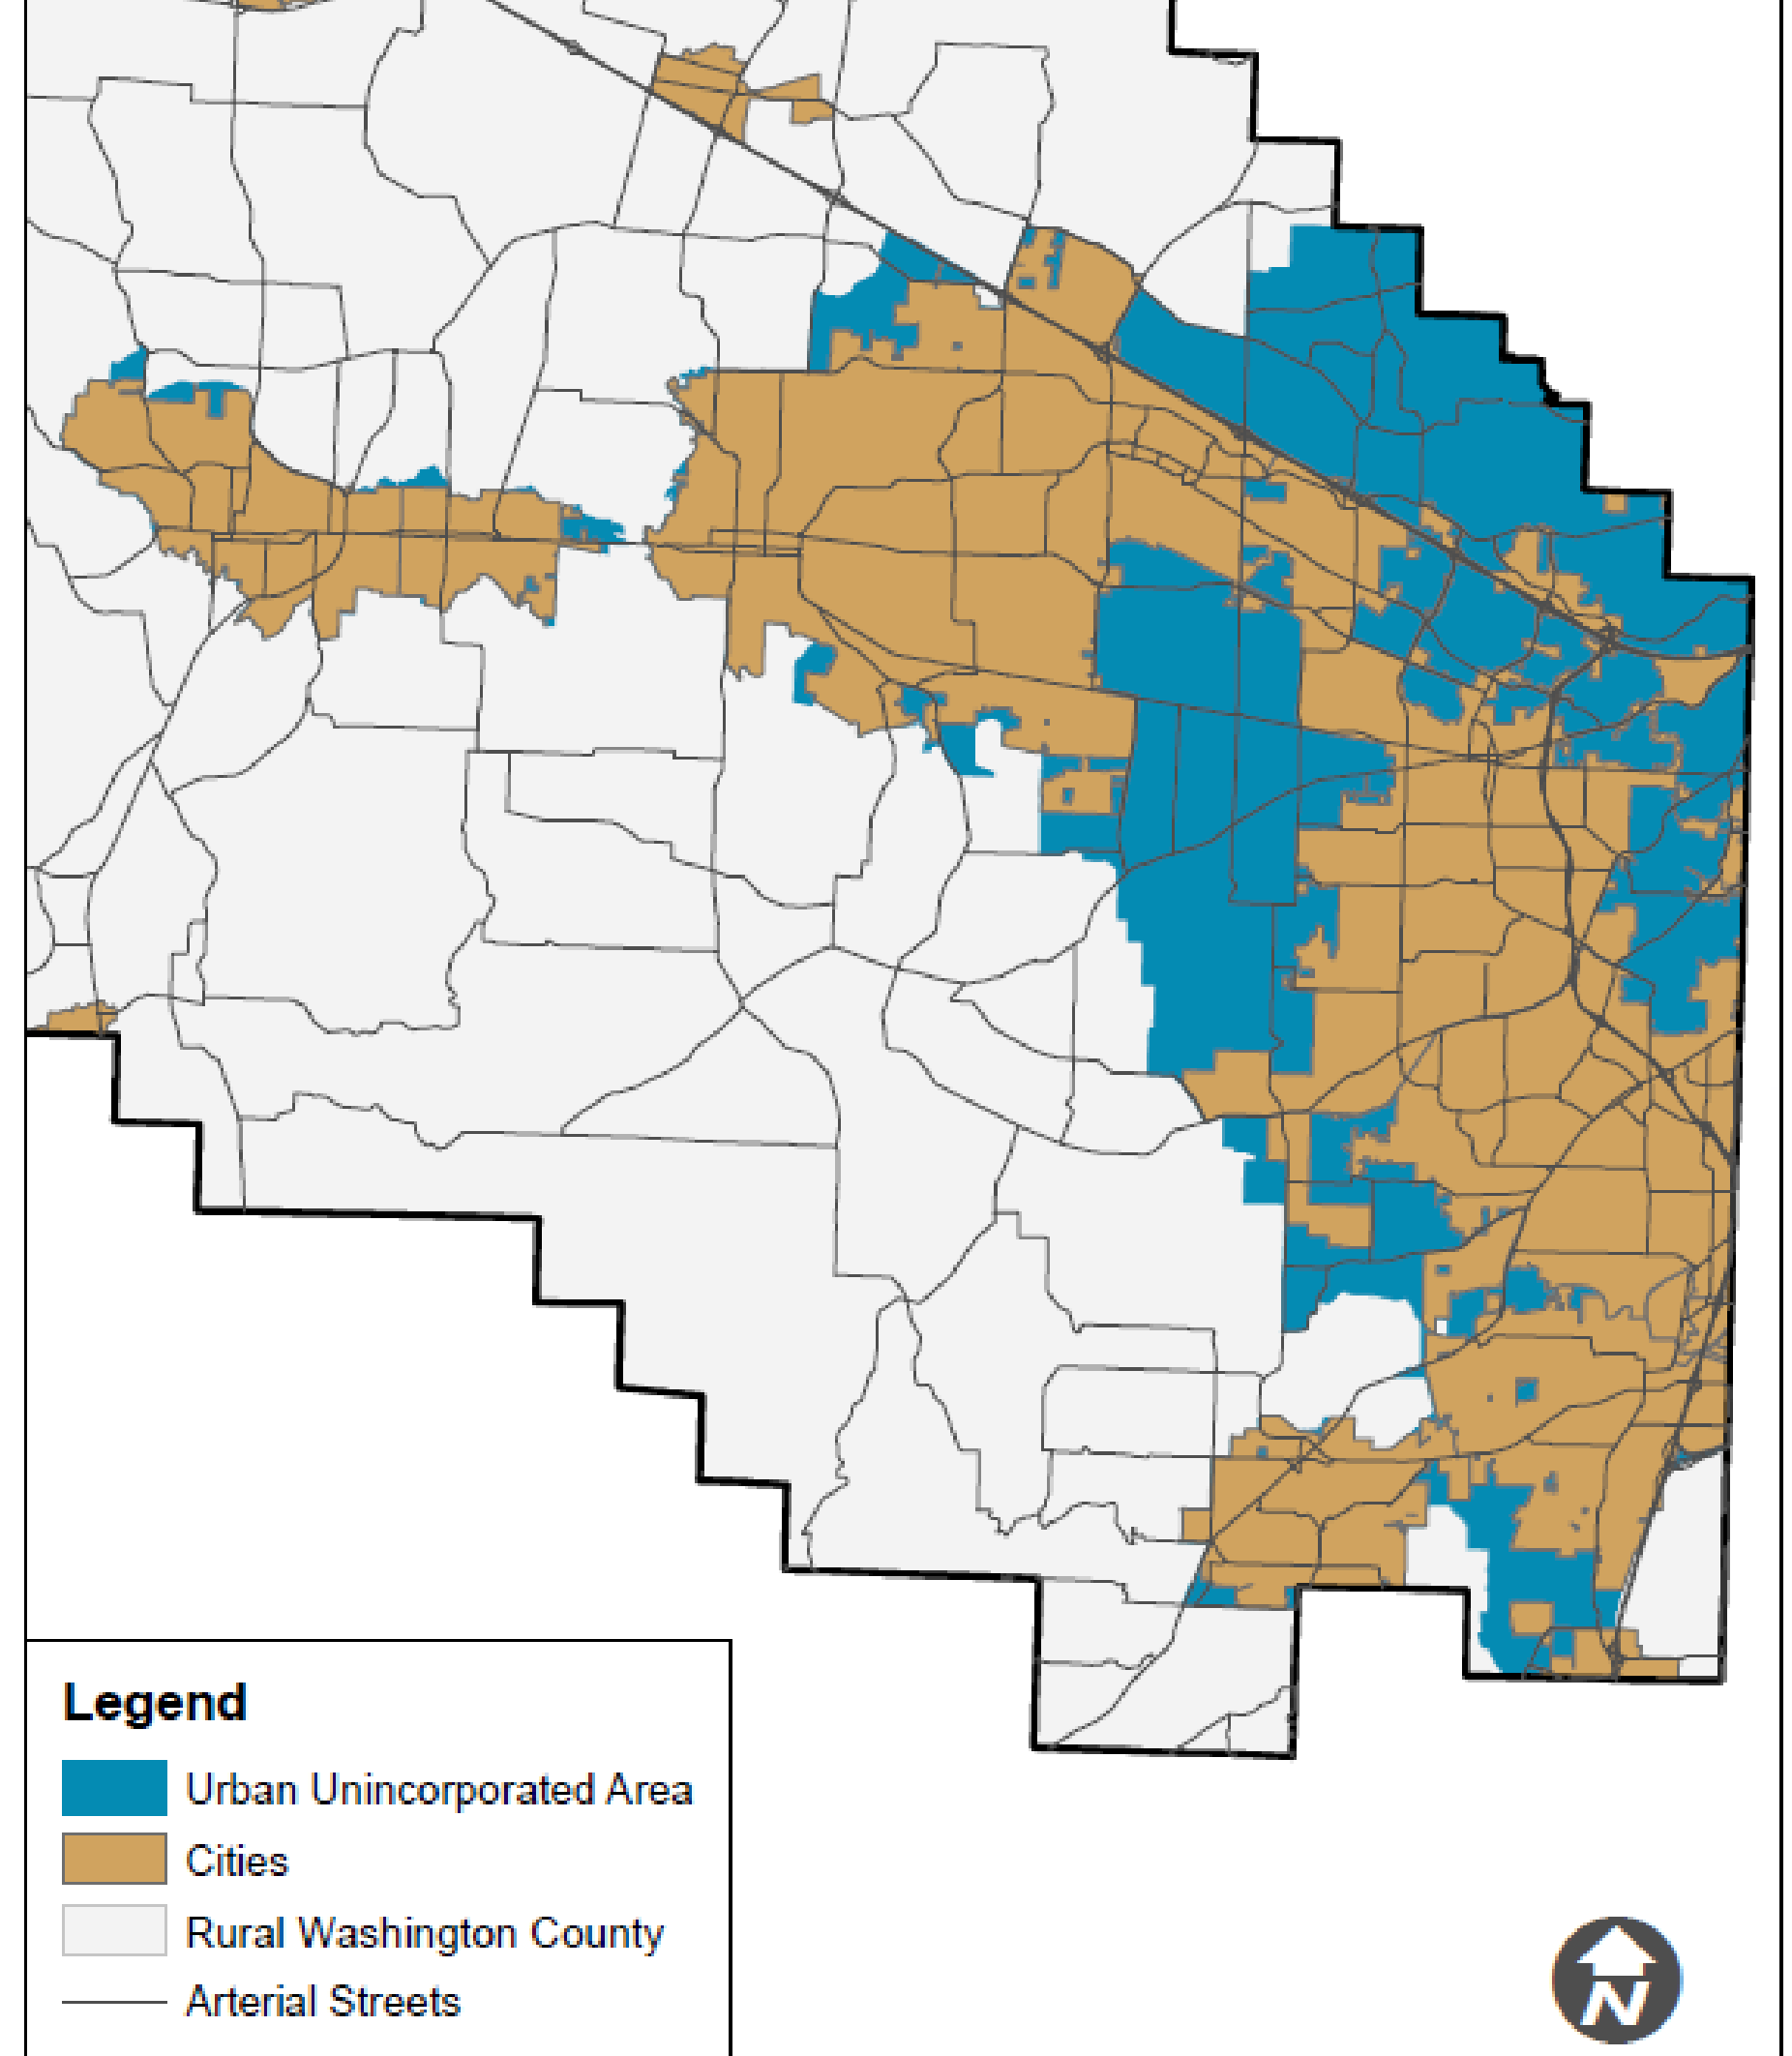 Legend
Urban Unincorporated Area
Cities
Rural Washington County
Arterial Streets
N